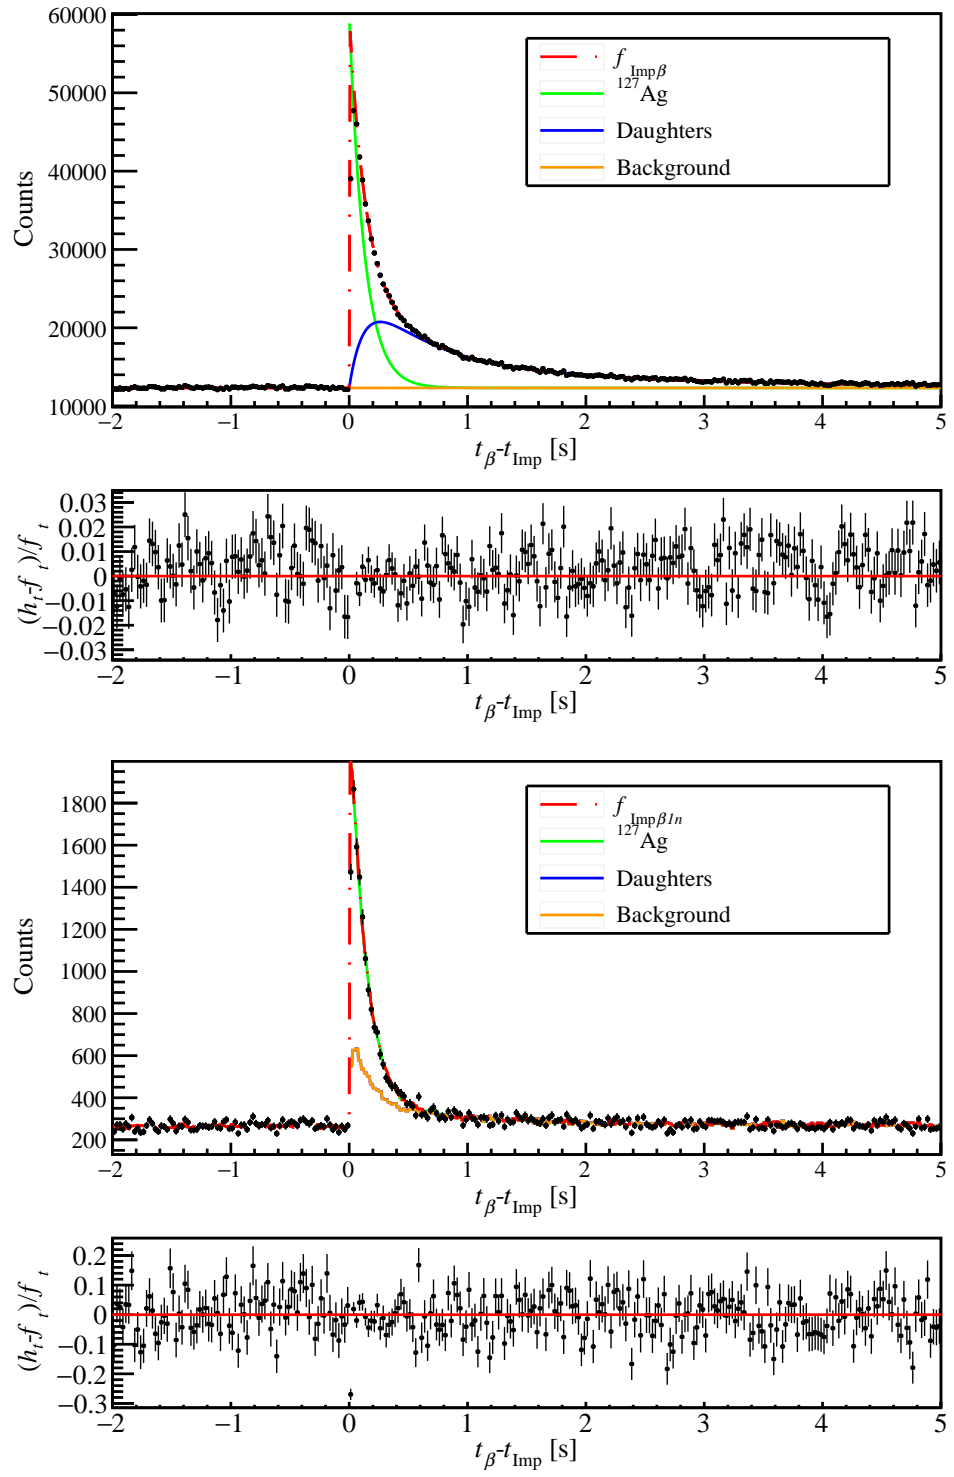 60000
50000
40000
30000
20000
10000
Counts
f Impβ
127Ag
Daughters
Background
−2 −1 0 1 2 3 4 5
tβ-tImp [s]
0.03
0.02
0.01
0
−0.01
−0.02
−0.03
(ht-ft)/ft
−2 −1 0 1 2 3 4 5
tβ-tImp [s]
1800
1600
1400
1200
1000
800
600
400
200
Counts
f Impβ1n
127Ag
Daughters
Background
−2 −1 0 1 2 3 4 5
tβ-tImp [s]
0.2
0.1
0
−0.1
−0.2
−0.3
(ht-ft)/ft
−2 −1 0 1 2 3 4 5
tβ-tImp [s]